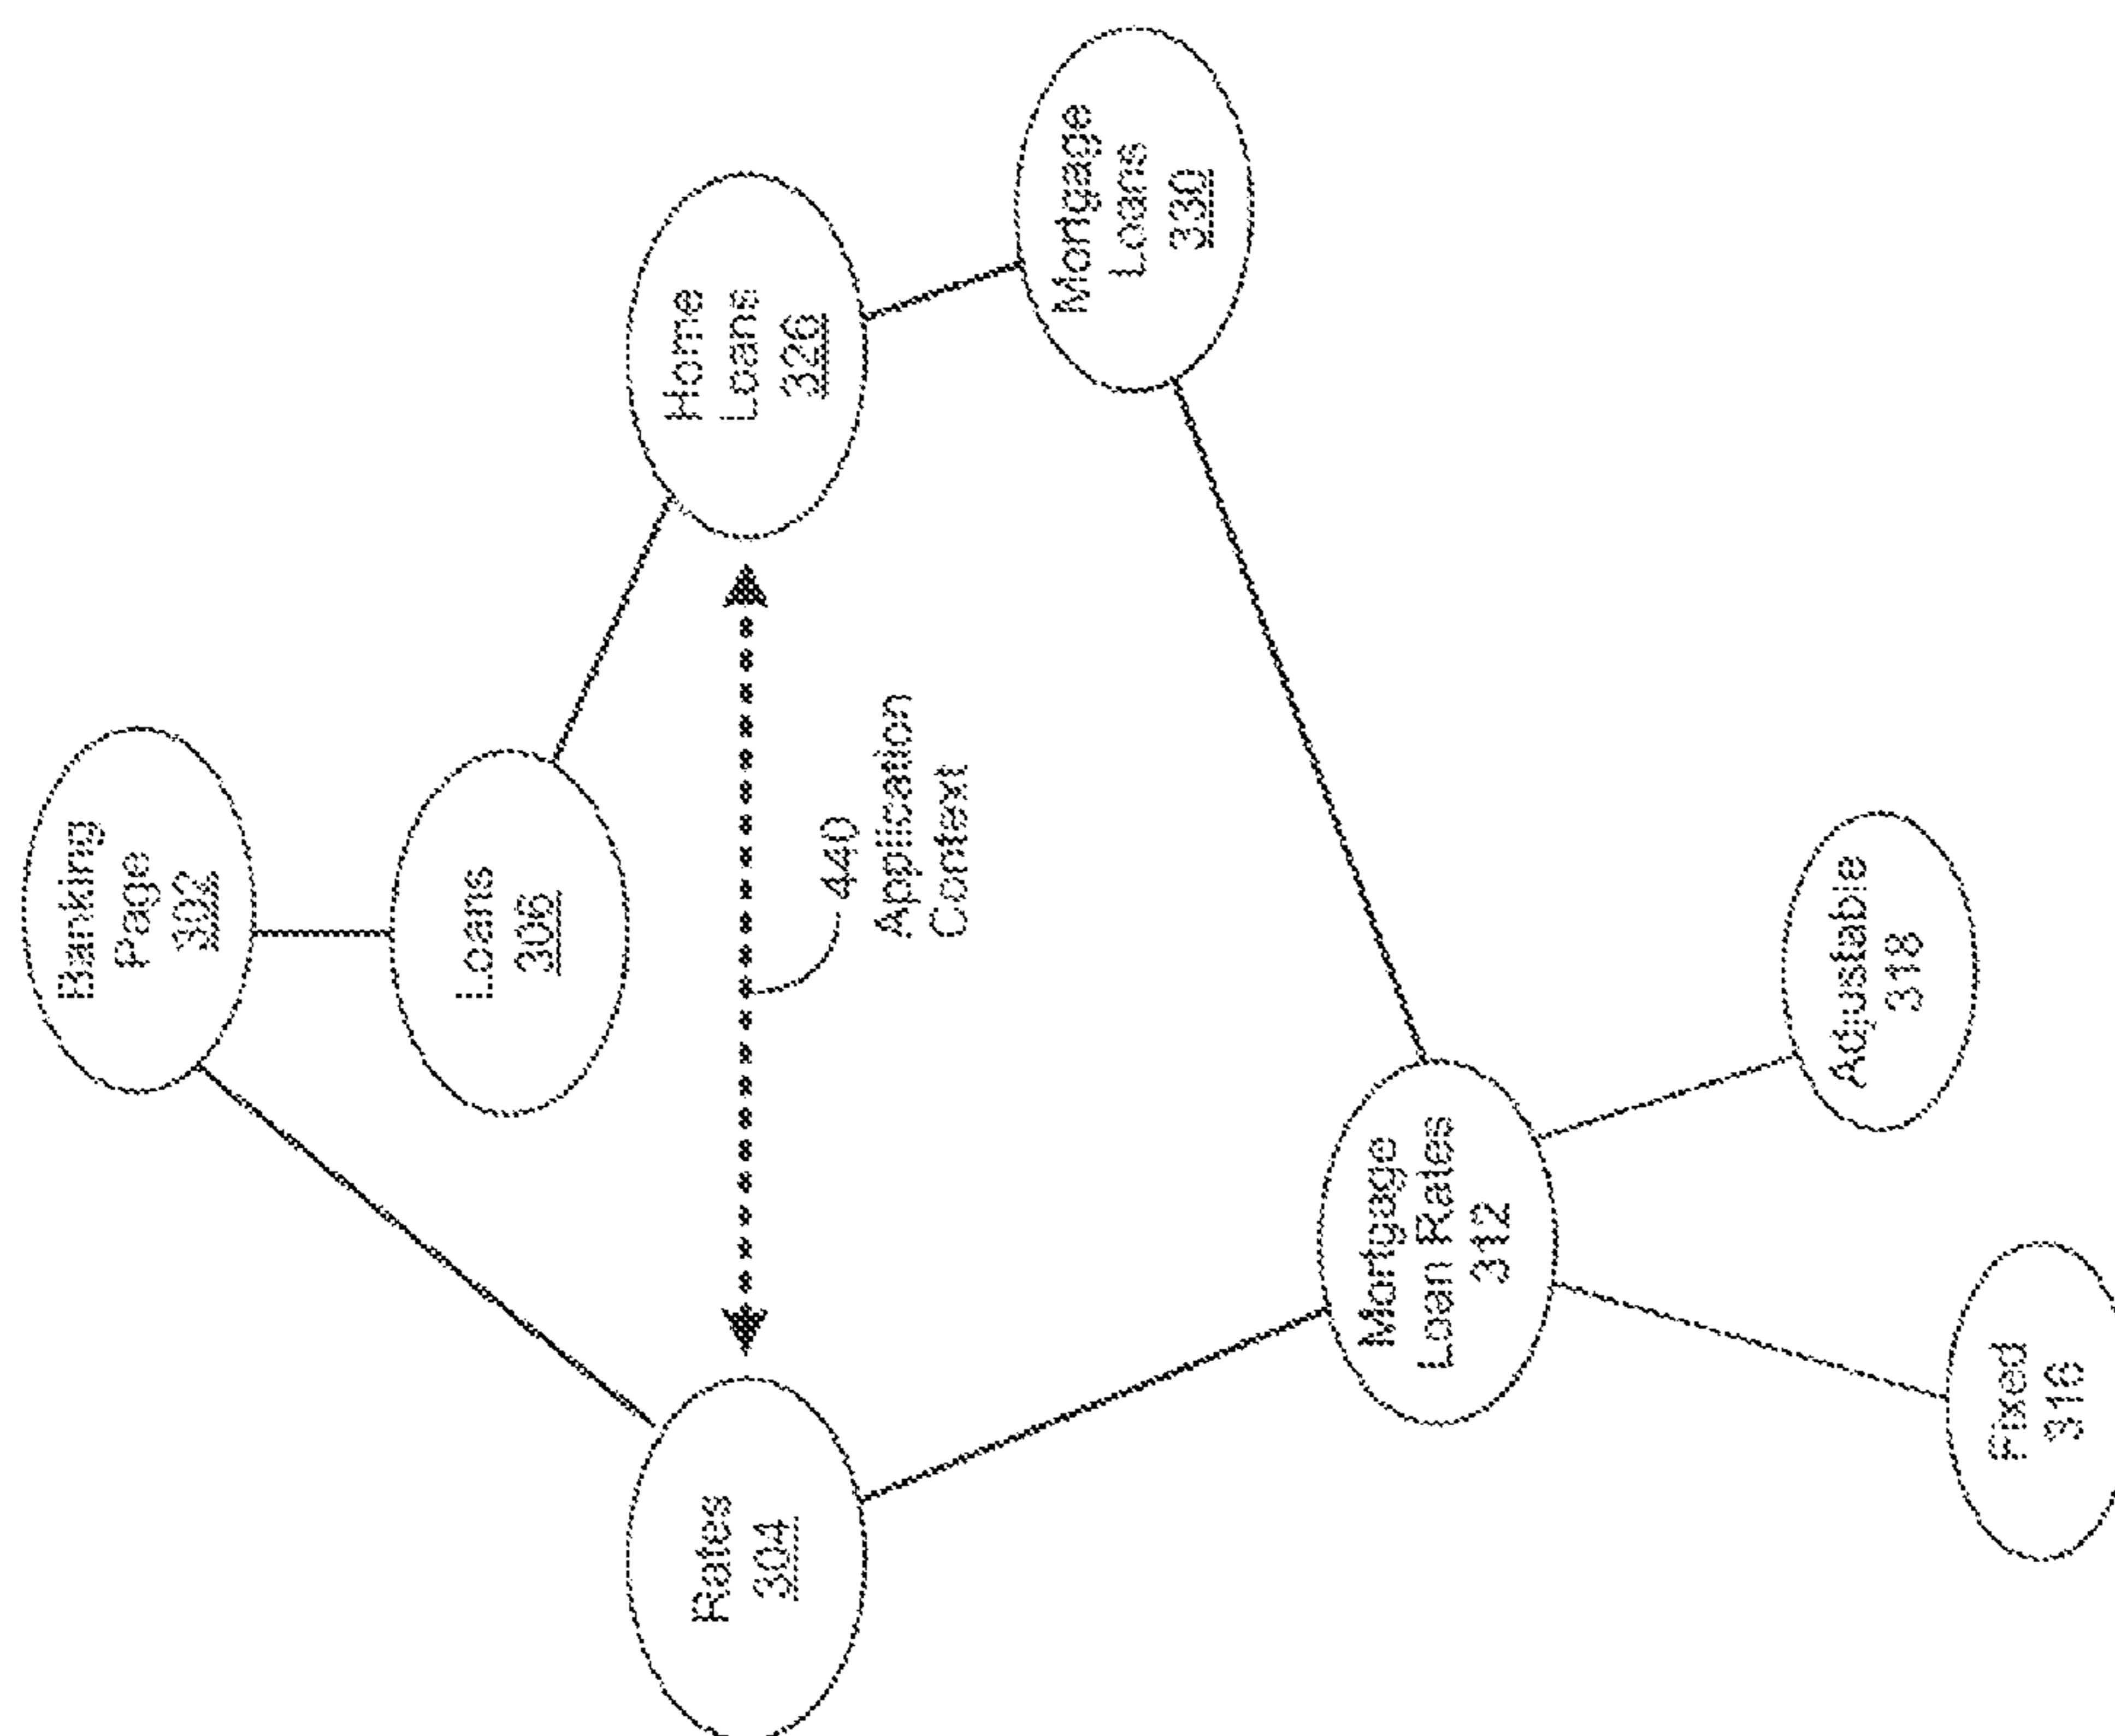 Banking
Page
302
Loans
306
Home
Loans
326
Rates
304
440
Application
Context
Mortgage
Loans
330
Mortgage
Loan Rates
312
Adjustable
318
Fixed
316